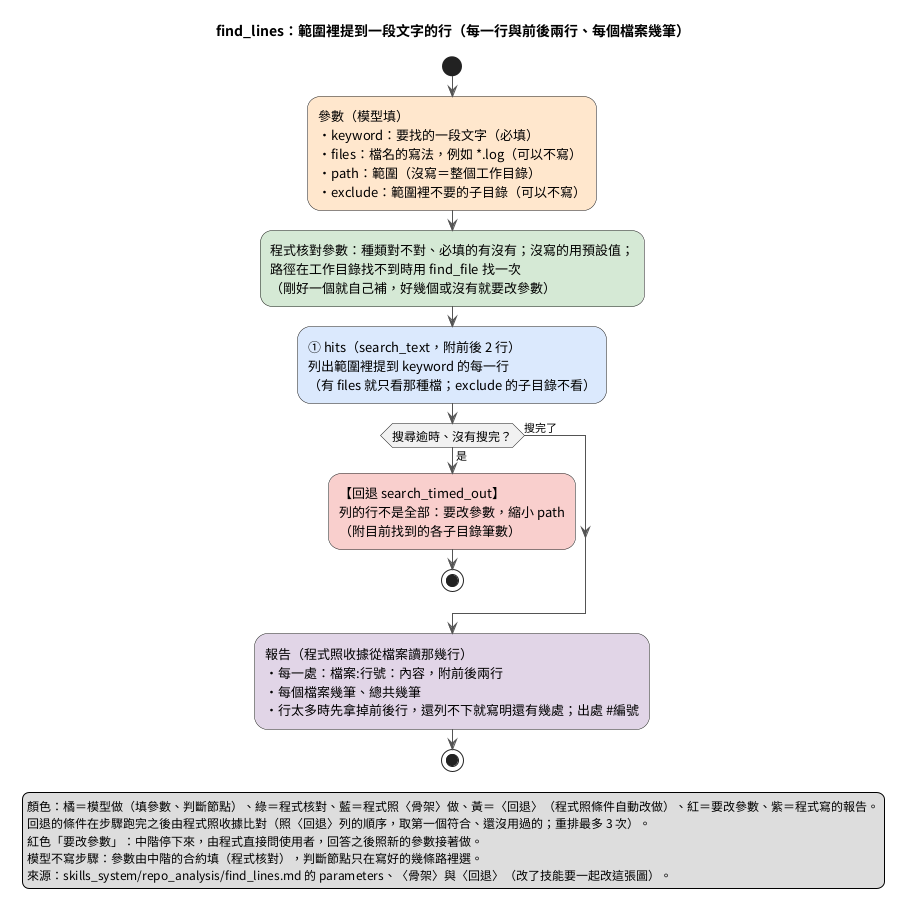 find_lines：範圍裡提到一段文字的行（每一行與前後兩行、每個檔案幾筆）
參數（模型填）
・keyword：要找的一段文字（必填）
・files：檔名的寫法，例如 *.log（可以不寫）
・path：範圍（沒寫＝整個工作目錄）
・exclude：範圍裡不要的子目錄（可以不寫）
程式核對參數：種類對不對、必填的有沒有；沒寫的用預設值；
路徑在工作目錄找不到時用 find_file 找一次
（剛好一個就自己補，好幾個或沒有就要改參數）
① hits（search_text，附前後 2 行）
列出範圍裡提到 keyword 的每一行
（有 files 就只看那種檔；exclude 的子目錄不看）
搜尋逾時、沒有搜完？
搜完了
是
【回退 search_timed_out】
列的行不是全部：要改參數，縮小 path
（附目前找到的各子目錄筆數）
報告（程式照收據從檔案讀那幾行）
・每一處：檔案:行號：內容，附前後兩行
・每個檔案幾筆、總共幾筆
・行太多時先拿掉前後行，還列不下就寫明還有幾處；出處 #編號
顏色：橘＝模型做（填參數、判斷節點）、綠＝程式核對、藍＝程式照〈骨架〉做、黃＝〈回退〉（程式照條件自動改做）、紅＝要改參數、紫＝程式寫的報告。
回退的條件在步驟跑完之後由程式照收據比對（照〈回退〉列的順序，取第一個符合、還沒用過的；重排最多 3 次）。
紅色「要改參數」：中階停下來，由程式直接問使用者，回答之後照新的參數接著做。
模型不寫步驟：參數由中階的合約填（程式核對），判斷節點只在寫好的幾條路裡選。
來源：skills_system/repo_analysis/find_lines.md 的 parameters、〈骨架〉與〈回退〉（改了技能要一起改這張圖）。